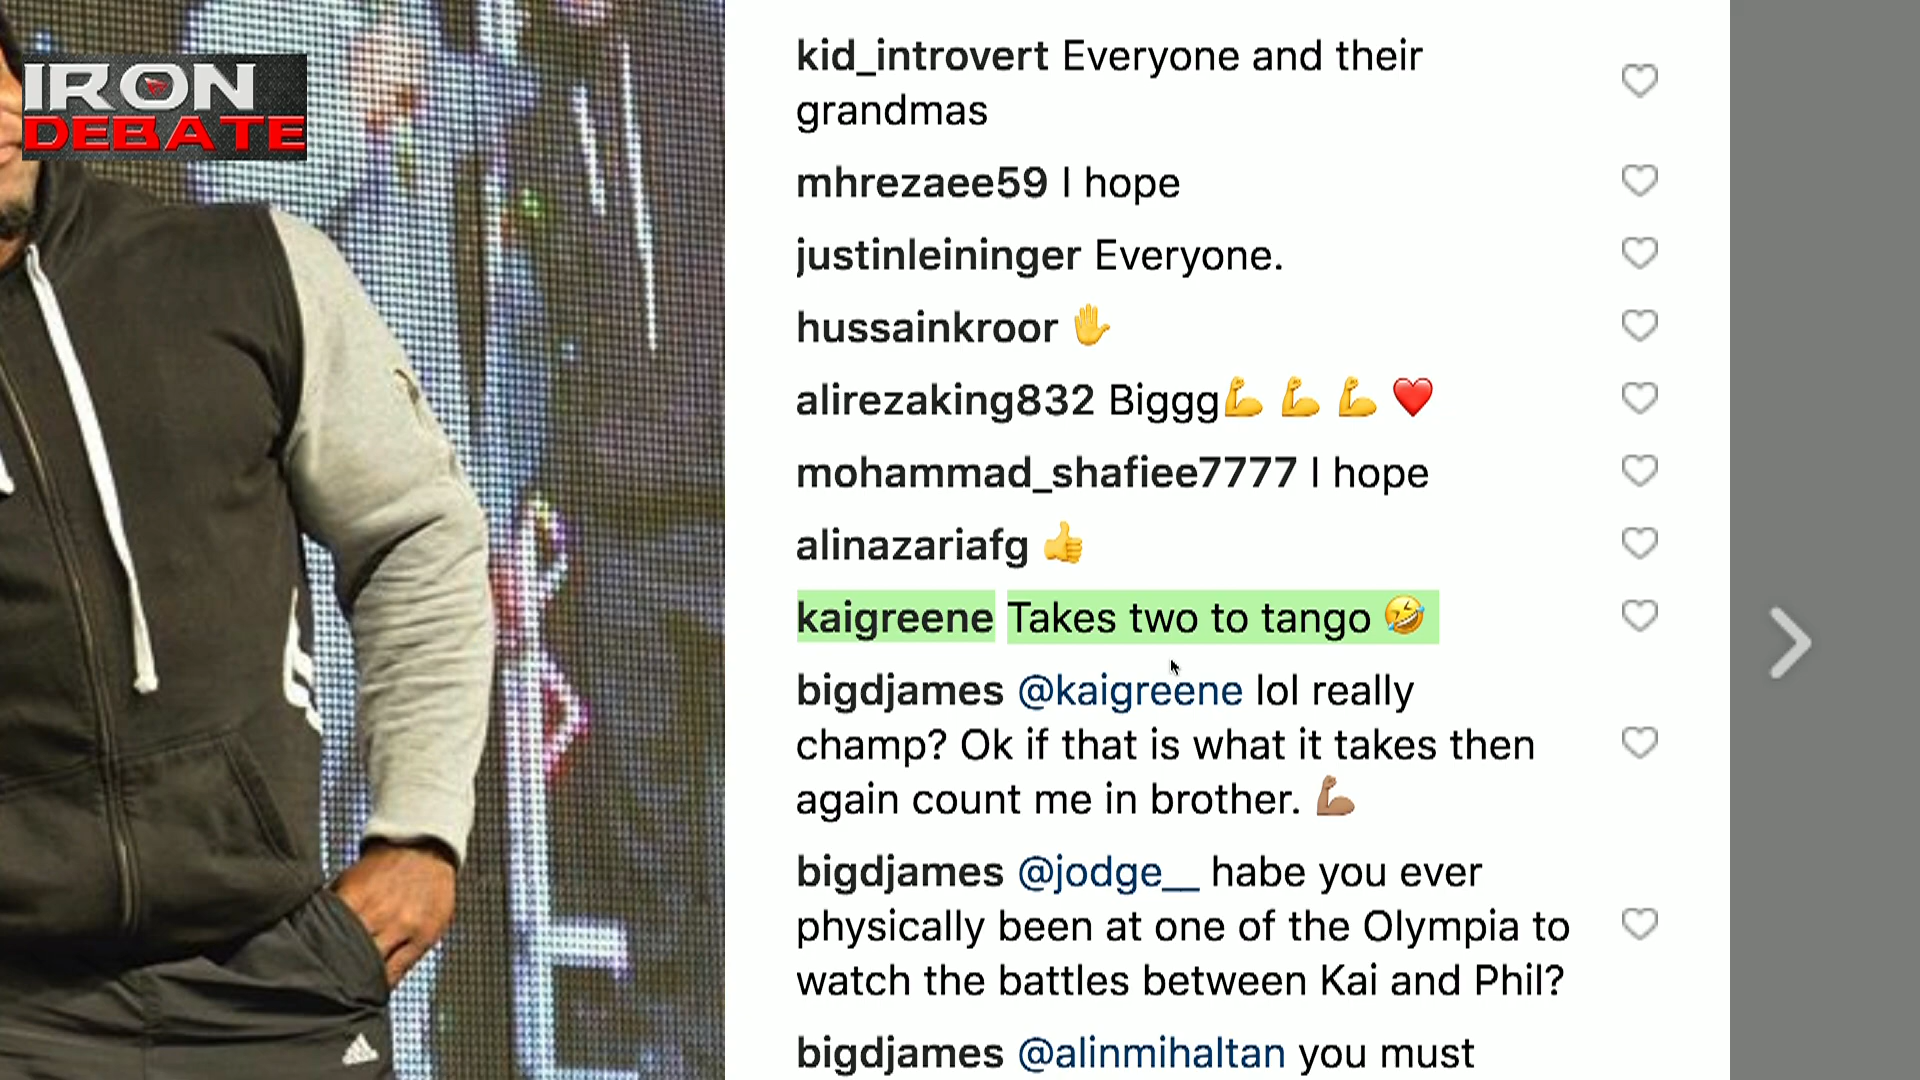 IRON
DEBATE
kid_introvert Everyone and their
grandmas
mhrezaee59 I hope
justinleininger Everyone.
hussainkroor ✋
alirezaking832 Biggg💪 💪 💪 ❤️
mohammad_shafiee7777 I hope
alinazariafg 👍
kaigreene Takes two to tango 🤣
bigdjames @kaigreene lol really
champ? Ok if that is what it takes then
again count me in brother. 💪🏽
bigdjames @jodge__ habe you ever
physically been at one of the Olympia to
watch the battles between Kai and Phil?
bigdjames @alinmihaltan you must